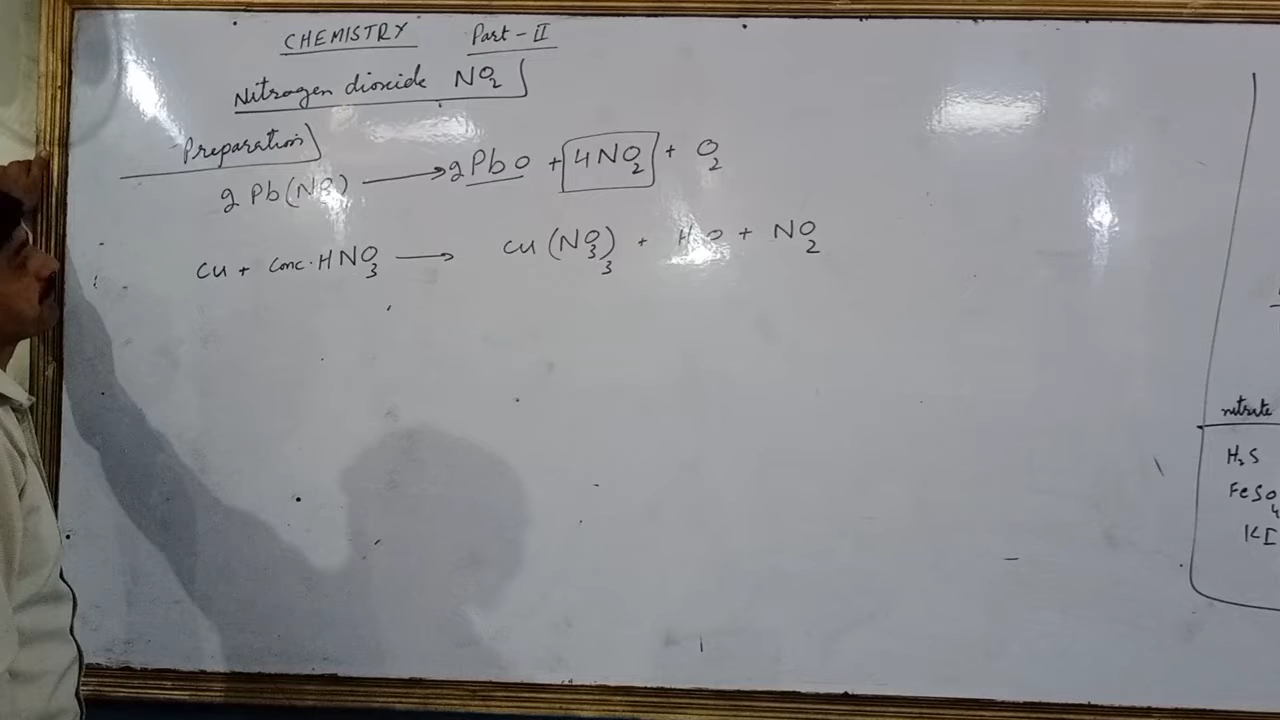 CHEMISTRY Part-II
Nitrogen dioxide NO2
Preparation
2 Pb(NO3) → 2PbO + 4NO2 + O2
Cu + Conc. HNO3 → Cu(NO3)3 + H2O + NO2
nitrite
H2S
FeSO4
KI